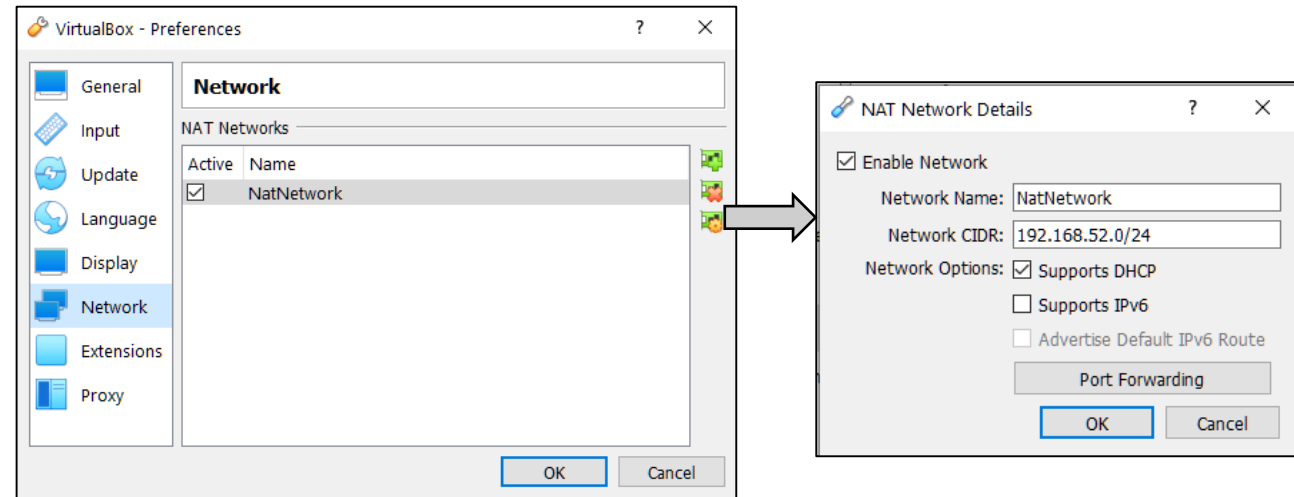 VirtualBox - Preferences ?
General
Input
Update
Language
Display
Network
Extensions
Proxy
Network
NAT Networks
Active Name
NatNetwork
OK Cancel
NAT Network Details ?
Enable Network
Network Name: NatNetwork
Network CIDR: 192.168.52.0/24
Network Options: Supports DHCP
Supports IPv6
Advertise Default IPv6 Route
Port Forwarding
OK Cancel